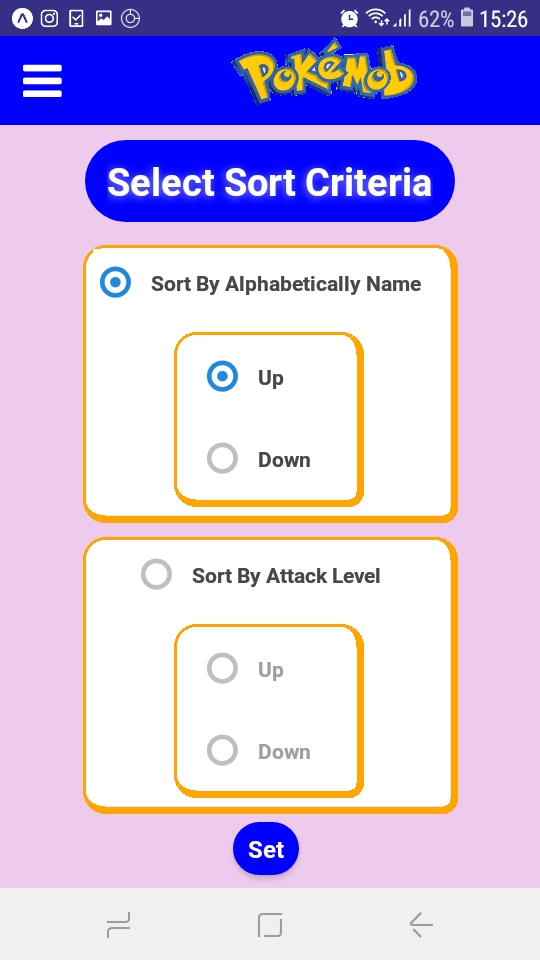 62% 15:26
Pokémob
Select Sort Criteria
Sort By Alphabetically Name
Up
Down
Sort By Attack Level
Up
Down
Set